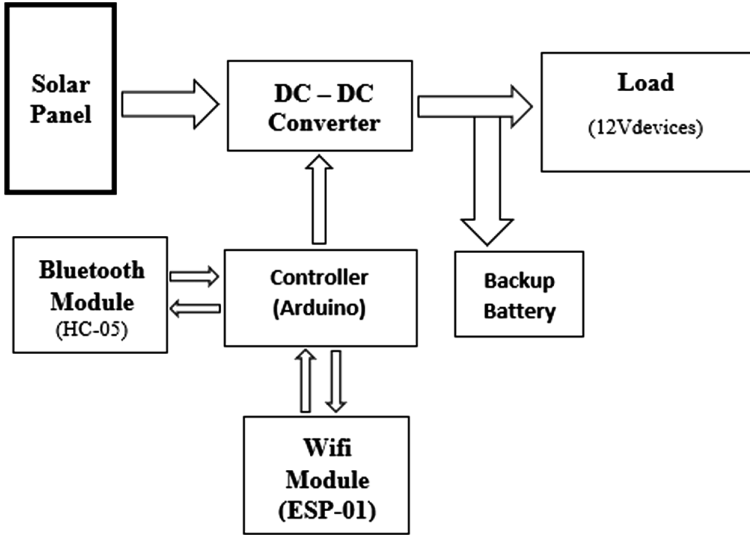 Solar
Panel
DC – DC
Converter
Load
(12Vdevices)
Bluetooth
Module
(HC-05)
Controller
(Arduino)
Backup
Battery
Wifi
Module
(ESP-01)